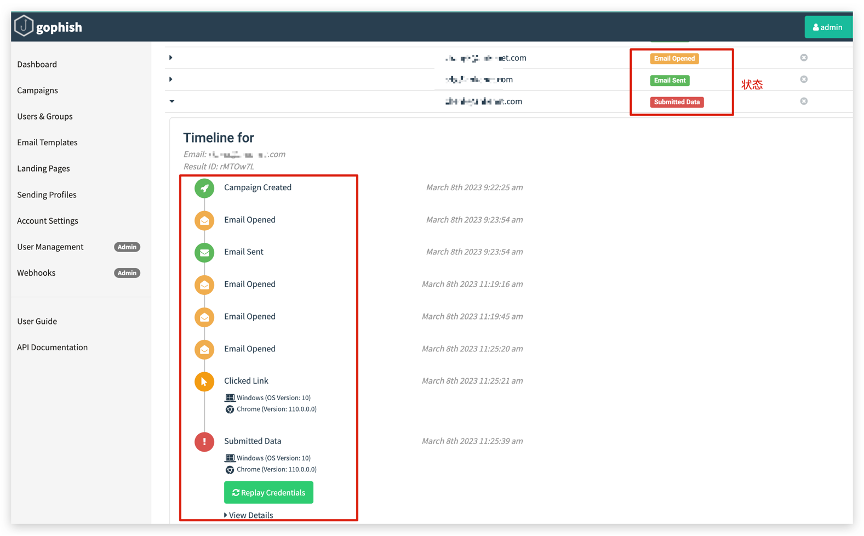 gophish
admin
Dashboard
Campaigns
Users & Groups
Email Templates
Landing Pages
Sending Profiles
Account Settings
User Management Admin
Webhooks Admin
User Guide
API Documentation
et.com Email Opened
om Email Sent
状态
et.com Submitted Data
Timeline for
Email: .com
Result ID: rMTOw7L
Campaign Created March 8th 2023 9:22:25 am
Email Opened March 8th 2023 9:23:54 am
Email Sent March 8th 2023 9:23:54 am
Email Opened March 8th 2023 11:19:16 am
Email Opened March 8th 2023 11:19:45 am
Email Opened March 8th 2023 11:25:20 am
Clicked Link March 8th 2023 11:25:21 am
Windows (OS Version: 10)
Chrome (Version: 110.0.0.0)
Submitted Data March 8th 2023 11:25:39 am
Windows (OS Version: 10)
Chrome (Version: 110.0.0.0)
Replay Credentials
View Details